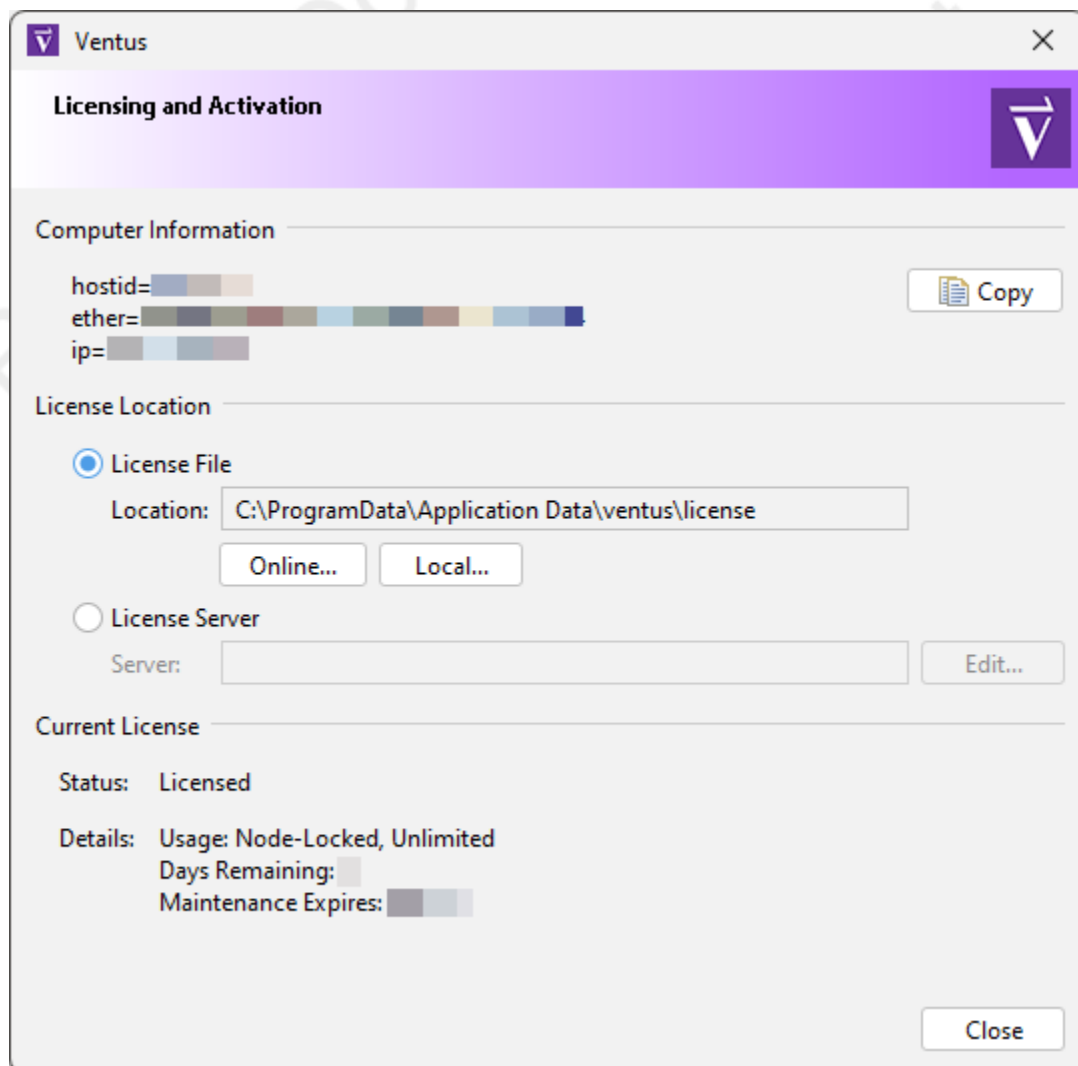 Ventus
Licensing and Activation
Computer Information
hostid=
Copy
ether=
ip=
License Location
License File
Location: C:\ProgramData\Application Data\ventus\license
Online... Local...
License Server
Server:
Edit...
Current License
Status: Licensed
Details: Usage: Node-Locked, Unlimited
Days Remaining:
Maintenance Expires:
Close